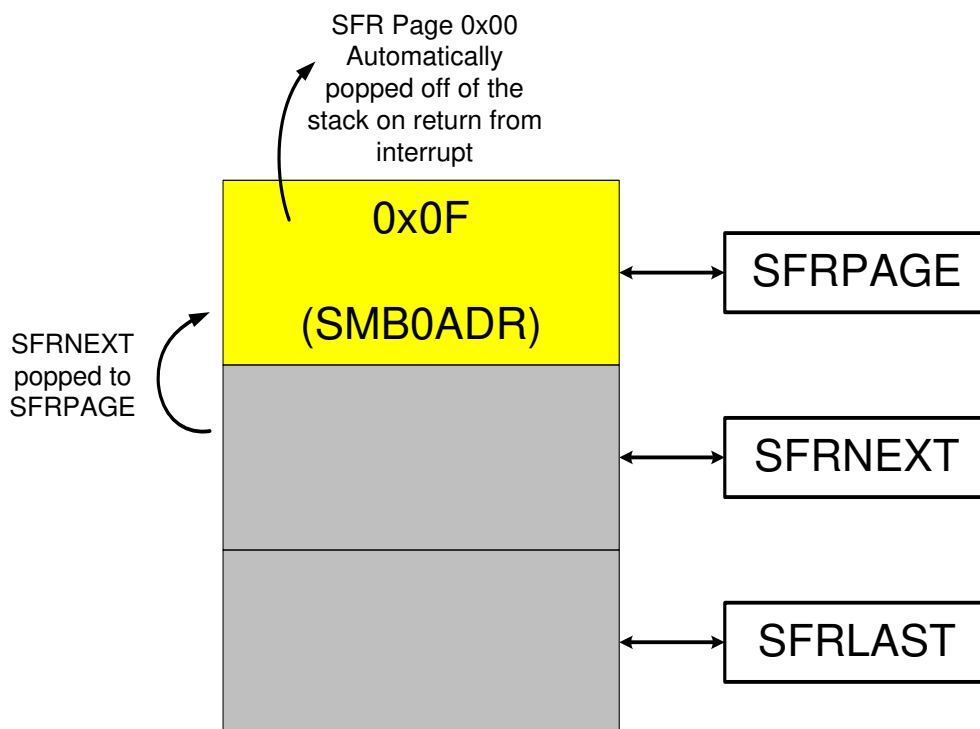 SFR Page 0x00
Automatically
popped off of the
stack on return from
interrupt
0x0F
(SMB0ADR)
SFRPAGE
SFRNEXT
popped to
SFRPAGE
SFRNEXT
SFRLAST